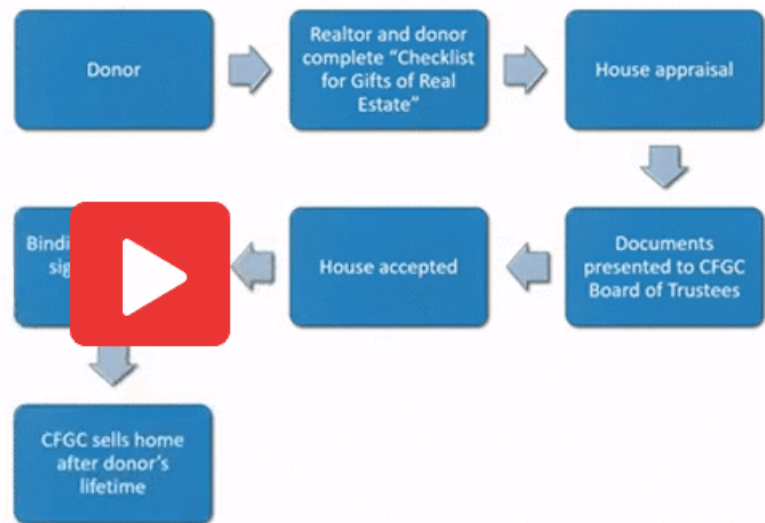 Donor
Realtor and donor
complete “Checklist
for Gifts of Real
Estate”
House appraisal
Documents
presented to CFGC
Board of Trustees
House accepted
CFGC sells home
after donor’s
lifetime